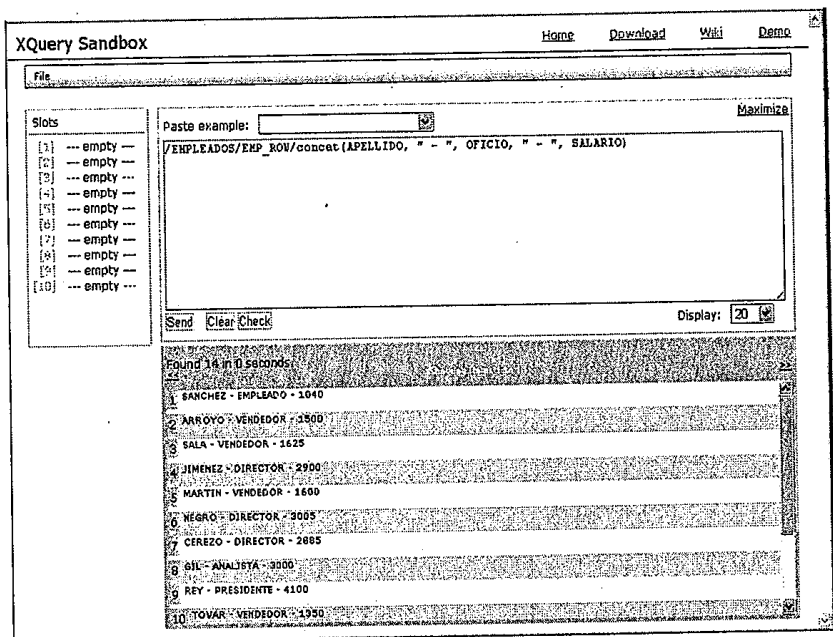 XQuery Sandbox
Home Download Wiki Demo
File
Slots
[1] --- empty ---
[2] --- empty ---
[3] --- empty ---
[4] --- empty ---
[5] --- empty ---
[6] --- empty ---
[7] --- empty ---
[8] --- empty ---
[9] --- empty ---
[10] --- empty ---
Maximize
Paste example:
/EMPLEADOS/EMP_ROW/concat(APELLIDO, " - ", OFICIO, " - ", SALARIO)
Send Clear Check
Display: 20
Found 14 in 0 seconds.
<< >>
1 SANCHEZ - EMPLEADO - 1040
2 ARROYO - VENDEDOR - 1500
3 SALA - VENDEDOR - 1625
4 JIMENEZ - DIRECTOR - 2900
5 MARTIN - VENDEDOR - 1600
6 NEGRO - DIRECTOR - 3005
7 CEREZO - DIRECTOR - 2885
8 GIL - ANALISTA - 3000
9 REY - PRESIDENTE - 4100
10 TOVAR - VENDEDOR - 1350